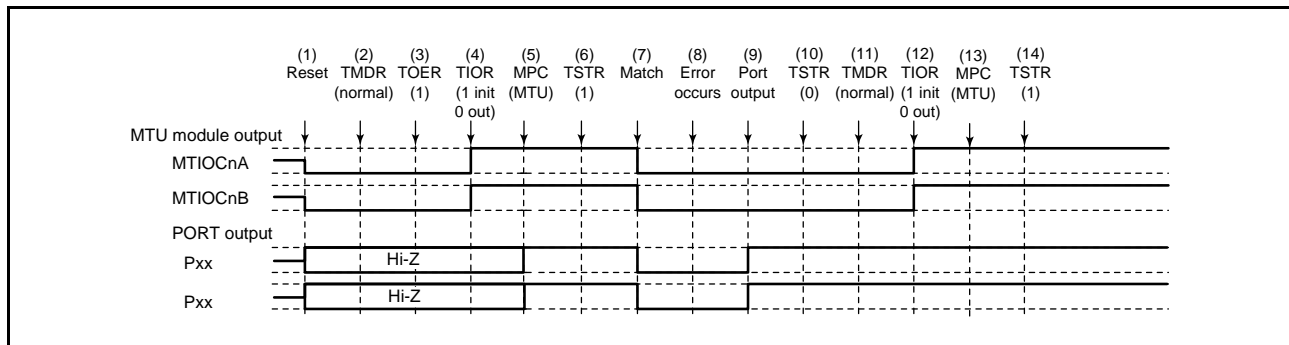 (1) (2) (3) (4) (5) (6) (7) (8) (9) (10) (11) (12) (13) (14)
Reset TMDR TOER TIOR MPC TSTR Match Error Port TSTR TMDR TIOR MPC TSTR
(normal) (1) (1 init (MTU) (1) occurs output (0) (normal) (1 init (MTU) (1)
0 out) 0 out)
MTU module output
MTIOCnA
MTIOCnB
PORT output
Pxx Hi-Z
Pxx Hi-Z